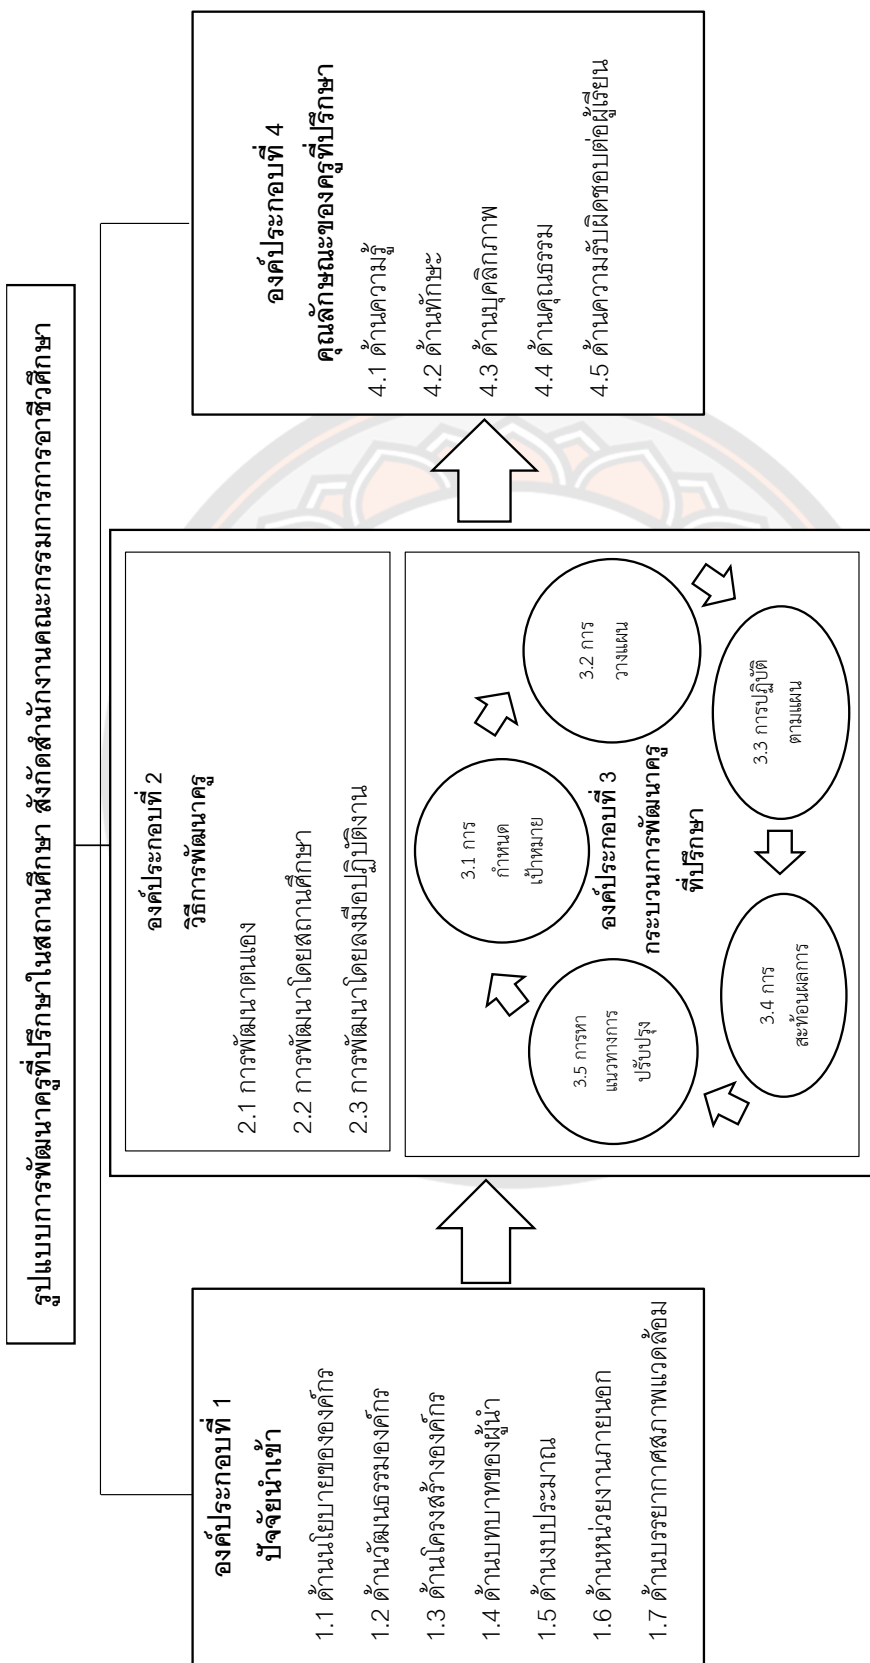 รูปแบบการพัฒนาครูที่ปรึกษาในสถานศึกษา สังกัดสำนักงานคณะกรรมการการอาชีวศึกษา
องค์ประกอบที่ 1
ปัจจัยนำเข้า
1.1 ด้านนโยบายขององค์กร
1.2 ด้านวัฒนธรรมองค์กร
1.3 ด้านโครงสร้างองค์กร
1.4 ด้านบทบาทของผู้นำ
1.5 ด้านงบประมาณ
1.6 ด้านหน่วยงานภายนอก
1.7 ด้านบรรยากาศสภาพแวดล้อม
องค์ประกอบที่ 2
วิธีการพัฒนาครู
2.1 การพัฒนาตนเอง
2.2 การพัฒนาโดยสถานศึกษา
2.3 การพัฒนาโดยลงมือปฏิบัติงาน
องค์ประกอบที่ 3
กระบวนการพัฒนาครู
ที่ปรึกษา
3.1 การ
กำหนด
เป้าหมาย
3.2 การ
วางแผน
3.3 การปฏิบัติ
ตามแผน
3.4 การ
สะท้อนผลการ
3.5 การหา
แนวทางการ
ปรับปรุง
องค์ประกอบที่ 4
คุณลักษณะของครูที่ปรึกษา
4.1 ด้านความรู้
4.2 ด้านทักษะ
4.3 ด้านบุคลิกภาพ
4.4 ด้านคุณธรรม
4.5 ด้านความรับผิดชอบต่อผู้เรียน